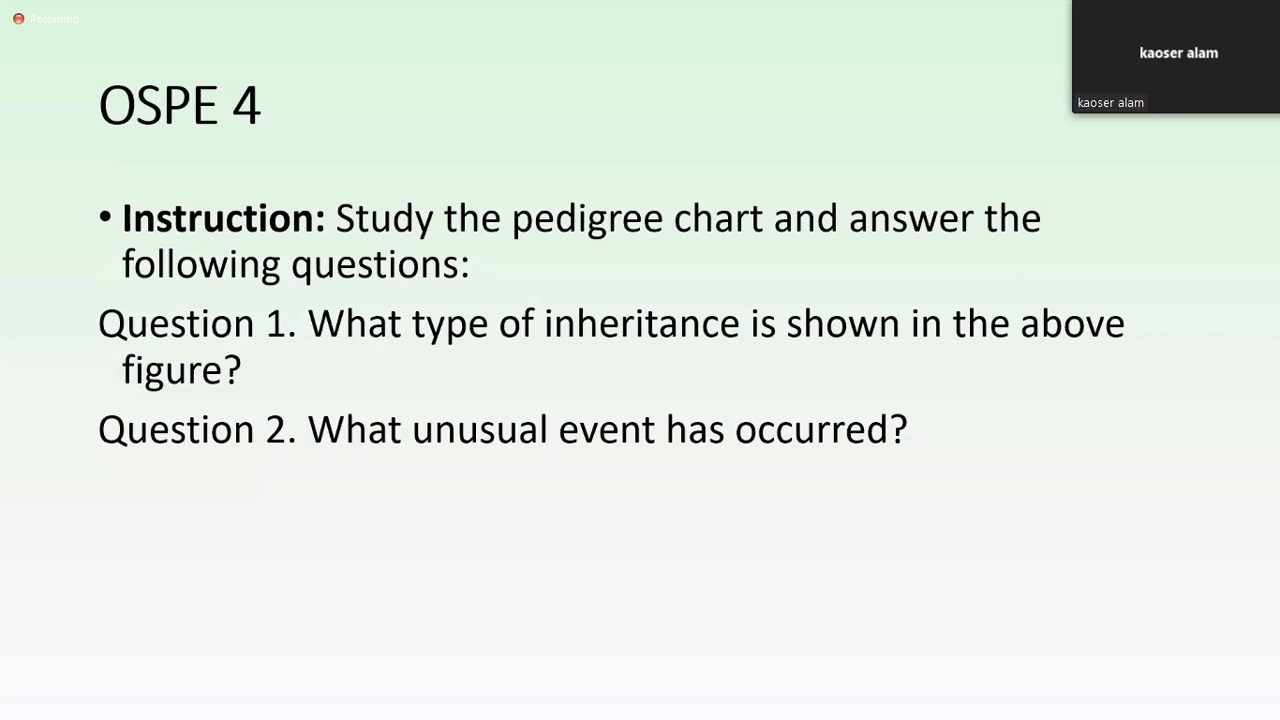 Recording
kaoser alam
kaoser alam
OSPE 4
• Instruction: Study the pedigree chart and answer the
following questions:
Question 1. What type of inheritance is shown in the above
figure?
Question 2. What unusual event has occurred?